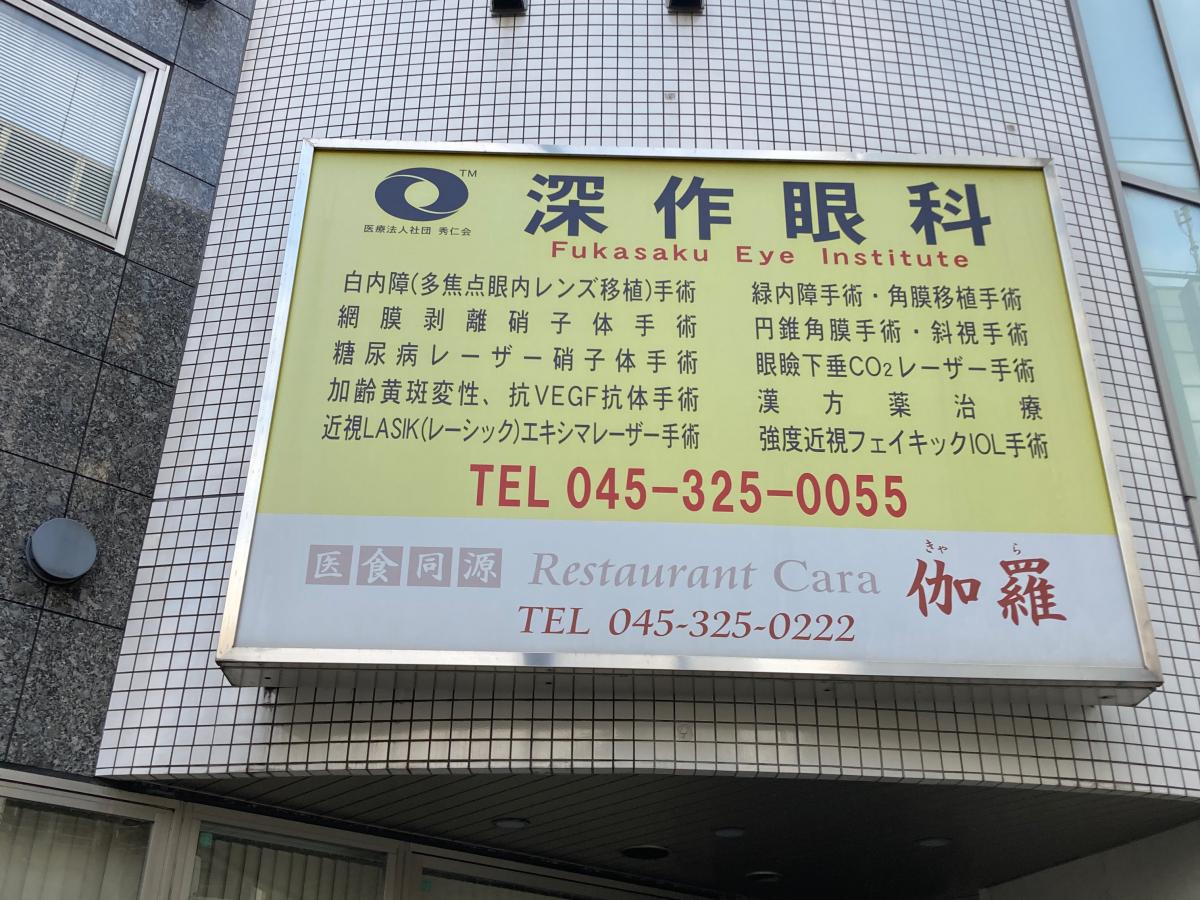 TM
医療法人社団 秀仁会
深作眼科
Fukasaku Eye Institute
白内障(多焦点眼内レンズ移植)手術
網膜剥離硝子体手術
糖尿病レーザー硝子体手術
加齢黄斑変性、抗VEGF抗体手術
近視LASIK(レーシック)エキシマレーザー手術
緑内障手術・角膜移植手術
円錐角膜手術・斜視手術
眼瞼下垂CO₂レーザー手術
漢方薬治療
強度近視フェイキックIOL手術
TEL 045-325-0055
医食同源 Restaurant Cara
きゃ ら
伽羅
TEL 045-325-0222